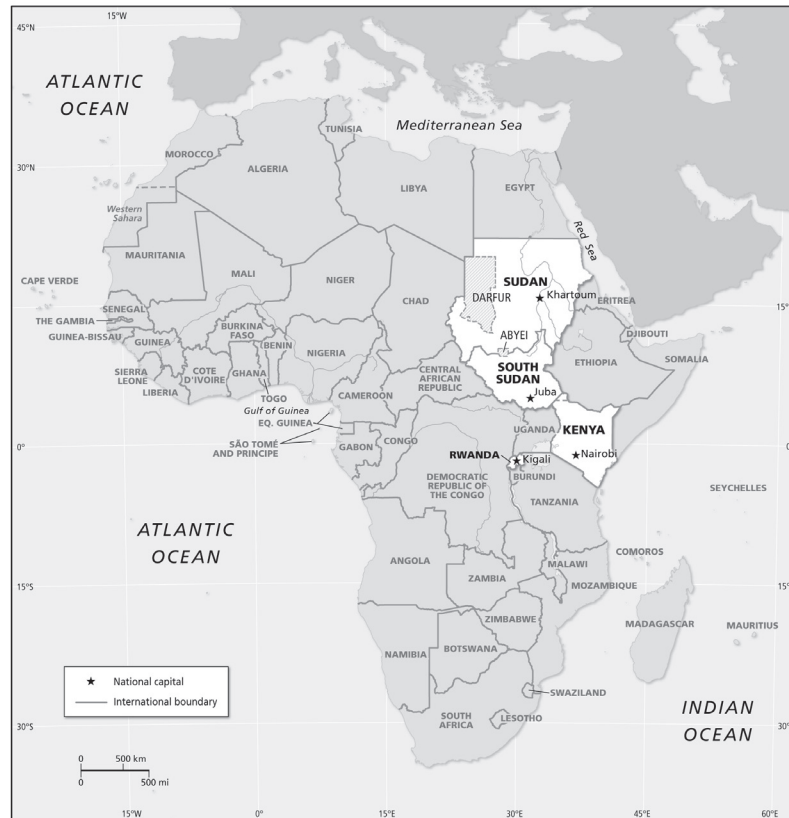 15°W
45°N
ATLANTIC
OCEAN
TUNISIA
Mediterranean Sea
MOROCCO
30°N
ALGERIA
LIBYA
EGYPT
Western
Sahara
Red Sea
MAURITANIA
MALI
NIGER
CHAD
SUDAN
CAPE VERDE
DARFUR
Khartoum
ERITREA
15°
SENEGAL
THE GAMBIA
GUINEA-BISSAU
GUINEA
BURKINA
FASO
BENIN
NIGERIA
ABYEI
DJIBOUTI
SIERRA
LEONE
COTE
D'IVOIRE
GHANA
LIBERIA
TOGO
CENTRAL
AFRICAN
REPUBLIC
SOUTH
SUDAN
ETHIOPIA
SOMALIA
CAMEROON
Juba
Gulf of Guinea
EQ. GUINEA
UGANDA
KENYA
0°
SÃO TOMÉ
AND PRINCIPE
GABON
CONGO
RWANDA
Kigali
Nairobi
0
DEMOCRATIC
REPUBLIC OF
THE CONGO
BURUNDI
TANZANIA
SEYCHELLES
ATLANTIC
OCEAN
ANGOLA
COMOROS
MALAWI
ZAMBIA
MOZAMBIQUE
15°S
15°
ZIMBABWE
MADAGASCAR
MAURITIUS
NAMIBIA
BOTSWANA
National capital
International boundary
SWAZILAND
INDIAN
OCEAN
SOUTH
AFRICA
LESOTHO
30°S
30°
0 500 km
0 500 mi
15°W
0°
15°E
30°E
45°E
60°E